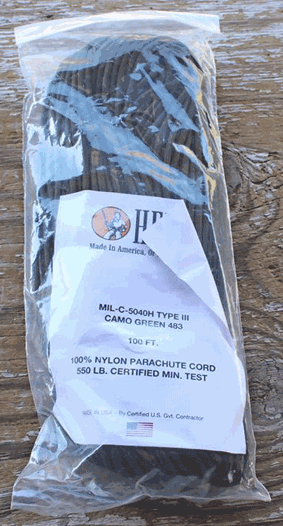 Made In America, Or
MIL-C-5040H TYPE III
CAMO GREEN 483
100 FT.
100% NYLON PARACHUTE CORD
550 LB. CERTIFIED MIN. TEST
By Certified U.S. Gvt. Contractor